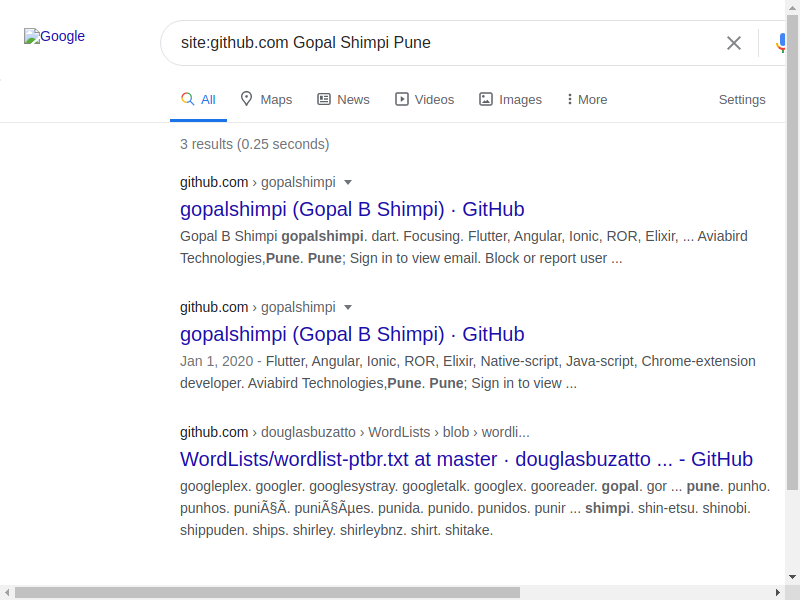 Google
site:github.com Gopal Shimpi Pune
All
Maps
News
Videos
Images
More
Settings
3 results (0.25 seconds)
github.com › gopalshimpi
gopalshimpi (Gopal B Shimpi) · GitHub
Gopal B Shimpi gopalshimpi. dart. Focusing. Flutter, Angular, Ionic, ROR, Elixir, ... Aviabird
Technologies,Pune. Pune; Sign in to view email. Block or report user ...
github.com › gopalshimpi
gopalshimpi (Gopal B Shimpi) · GitHub
Jan 1, 2020 - Flutter, Angular, Ionic, ROR, Elixir, Native-script, Java-script, Chrome-extension
developer. Aviabird Technologies,Pune. Pune; Sign in to view ...
github.com › douglasbuzatto › WordLists › blob › wordli...
WordLists/wordlist-ptbr.txt at master · douglasbuzatto ... - GitHub
googleplex. googler. googlesystray. googletalk. googlex. gooreader. gopal. gor ... pune. punho.
punhos. puniÃ§Ã. puniÃ§Ãµes. punida. punido. punidos. punir ... shimpi. shin-etsu. shinobi.
shippuden. ships. shirley. shirleybnz. shirt. shitake.